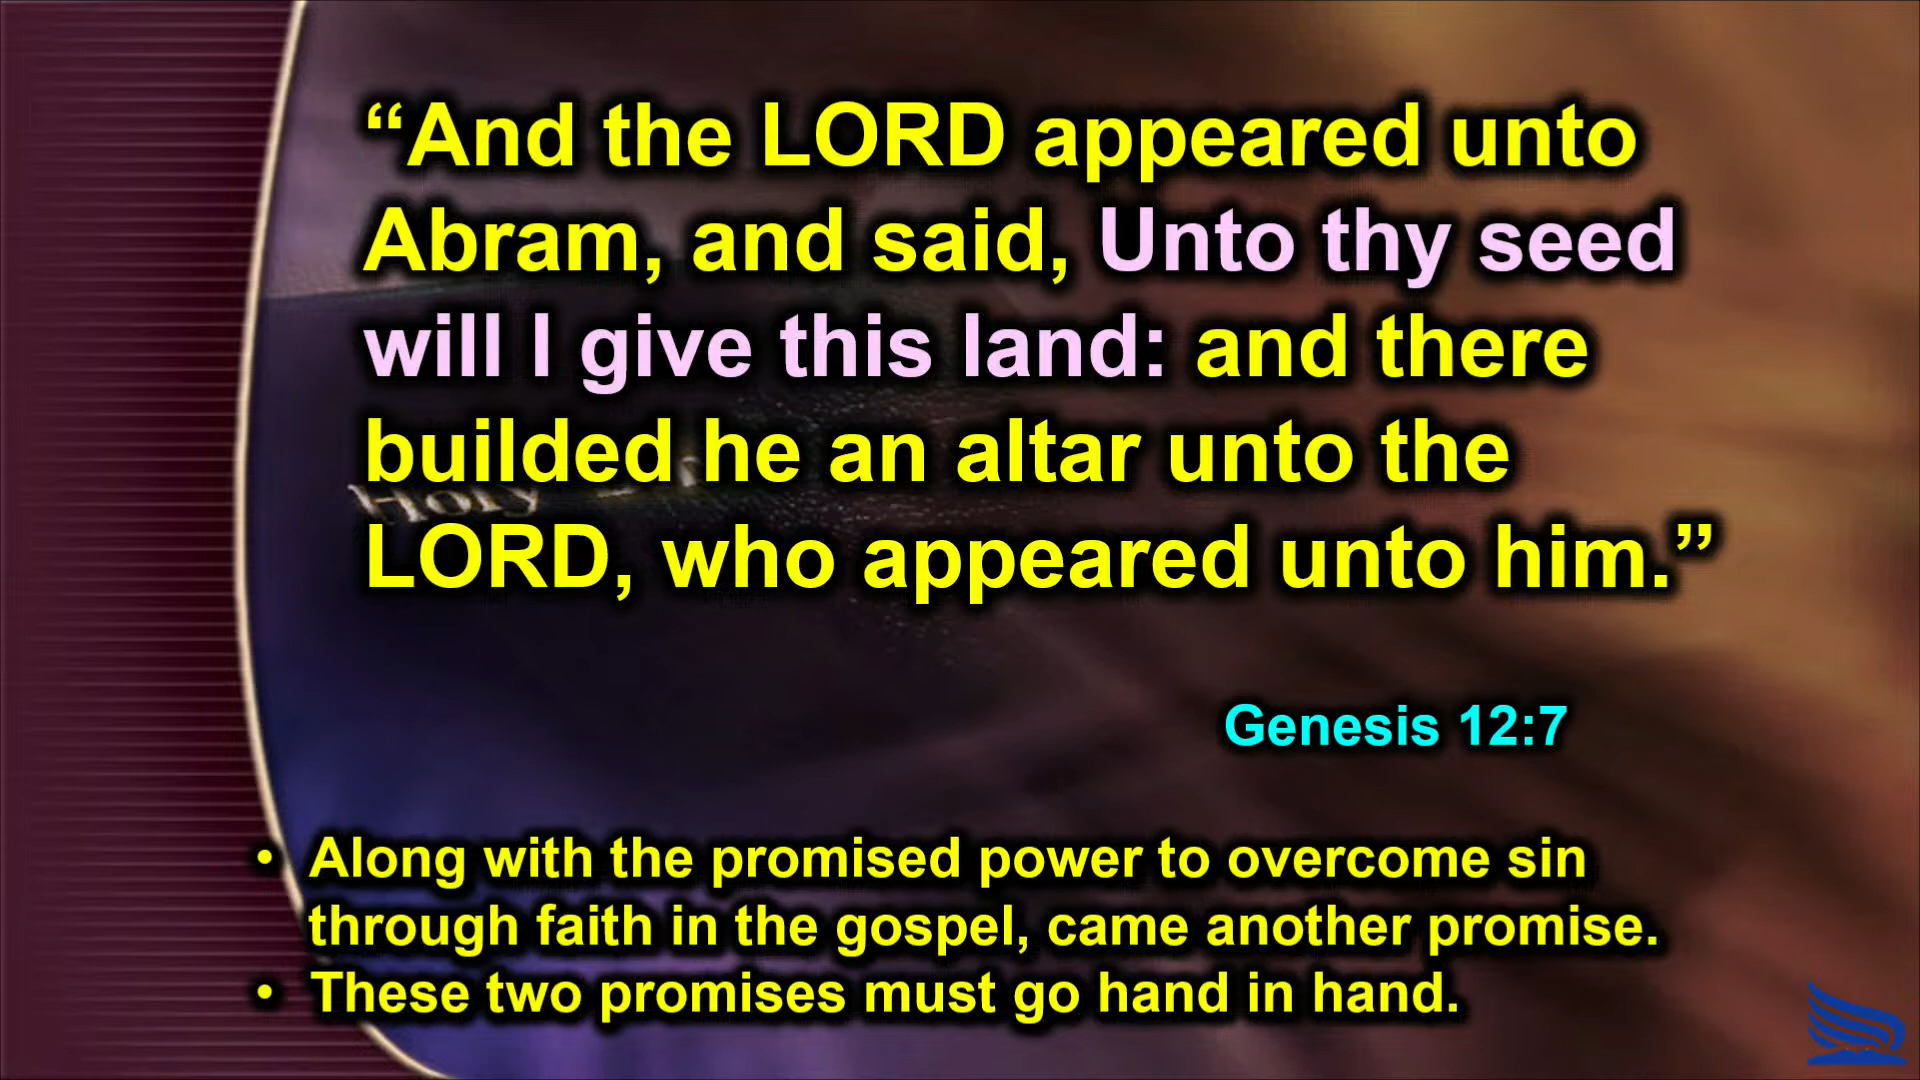 “And the LORD appeared unto
Abram, and said, Unto thy seed
will I give this land: and there
builded he an altar unto the
Holy
LORD, who appeared unto him.”
Genesis 12:7
• Along with the promised power to overcome sin
through faith in the gospel, came another promise.
• These two promises must go hand in hand.